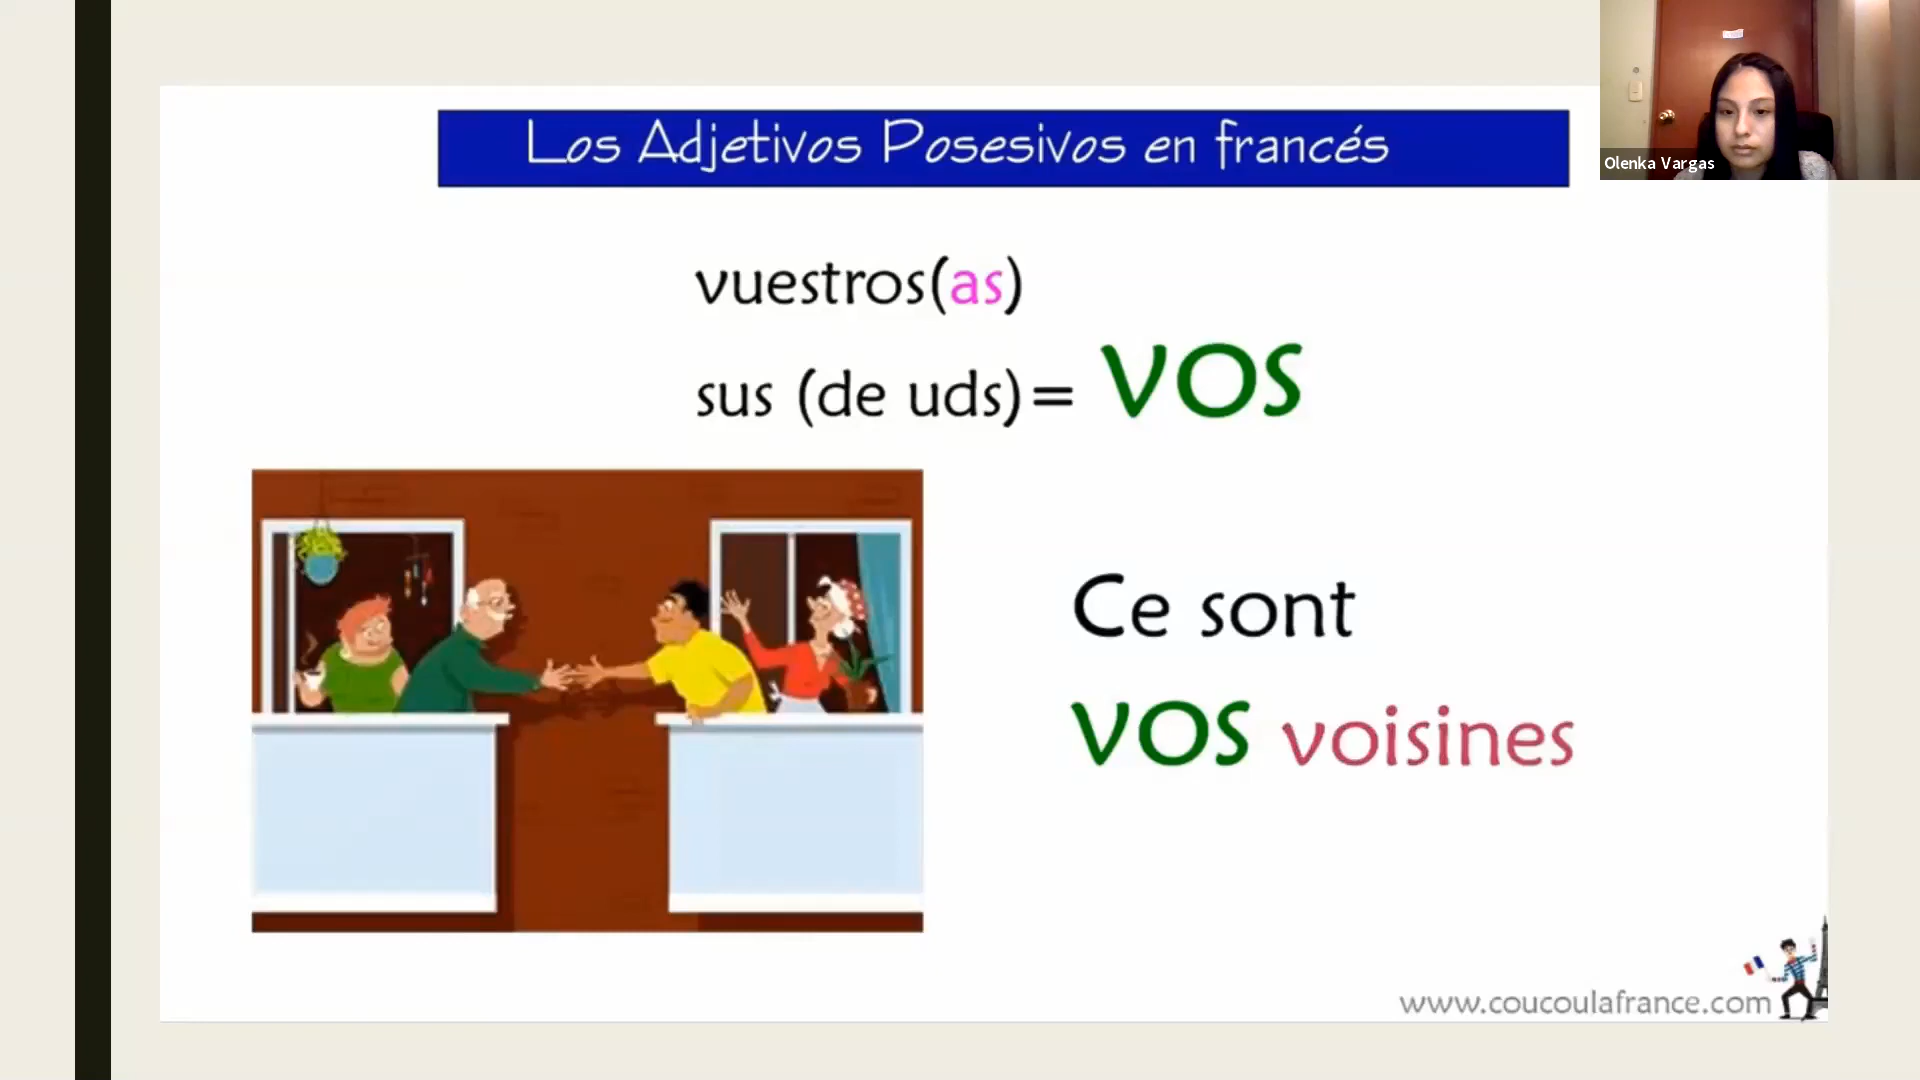 Los Adjetivos Posesivos en francés
Olenka Vargas
vuestros(as)
sus (de uds)= VOS
Ce sont
VOS voisines
www.coucoulafrance.com